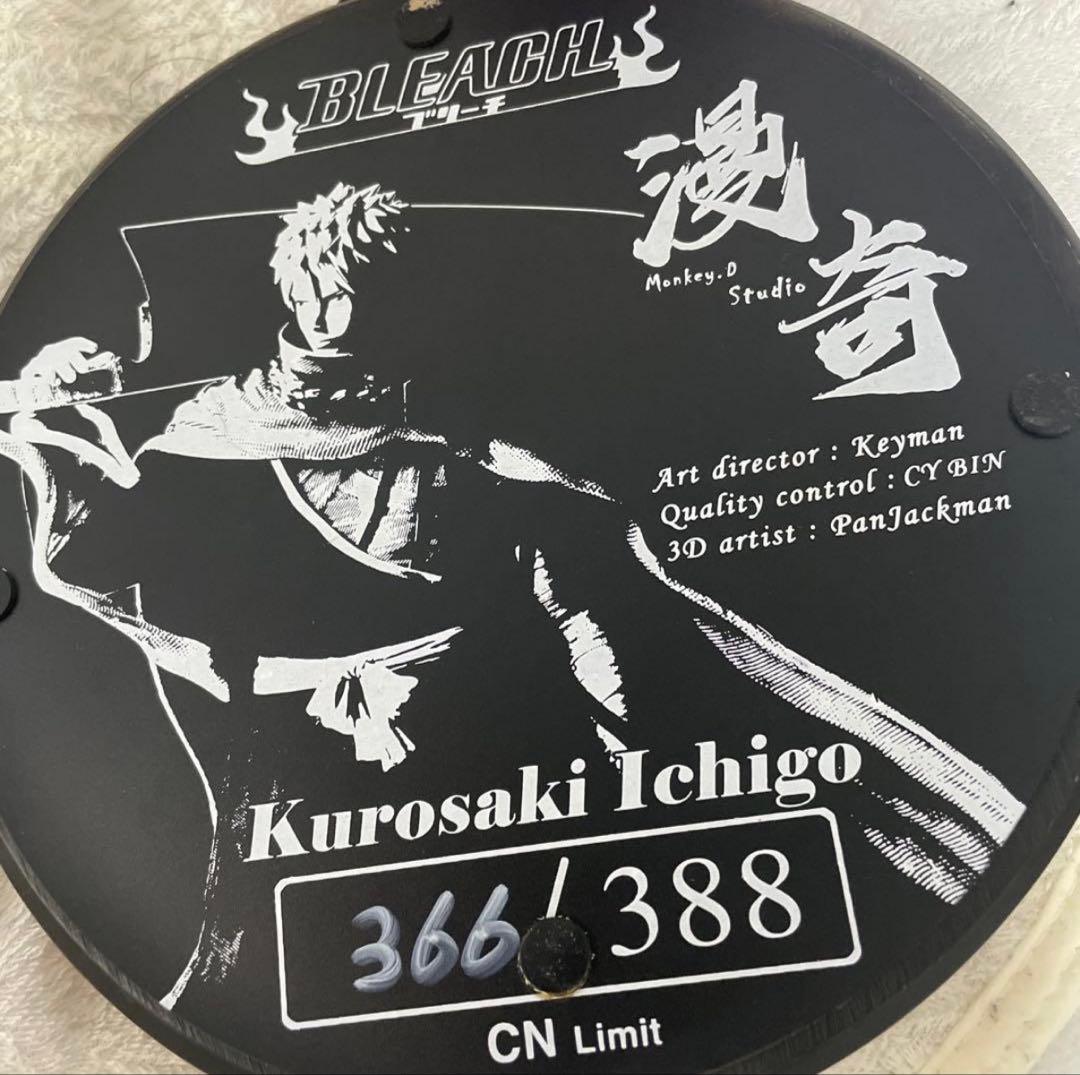 BLEACH
ブリーチ
漫奇
Monkey.D
Studio
Art director : Keyman
Quality control : CY BIN
3D artist : PanJackman
Kurosaki Ichigo
366/388
CN Limit